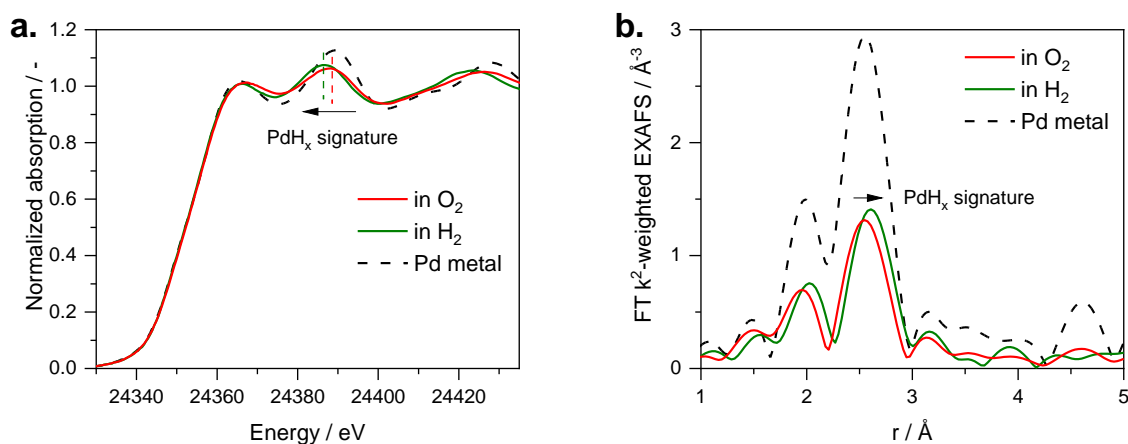 a.
Normalized absorption / -
1.2
1.0
0.8
0.6
0.4
0.2
0.0
PdHₓ signature
in O₂
in H₂
Pd metal
24340 24360 24380 24400 24420
Energy / eV
b.
FT k²-weighted EXAFS / Å⁻³
3
2
1
0
in O₂
in H₂
Pd metal
PdHₓ signature
1 2 3 4 5
r / Å